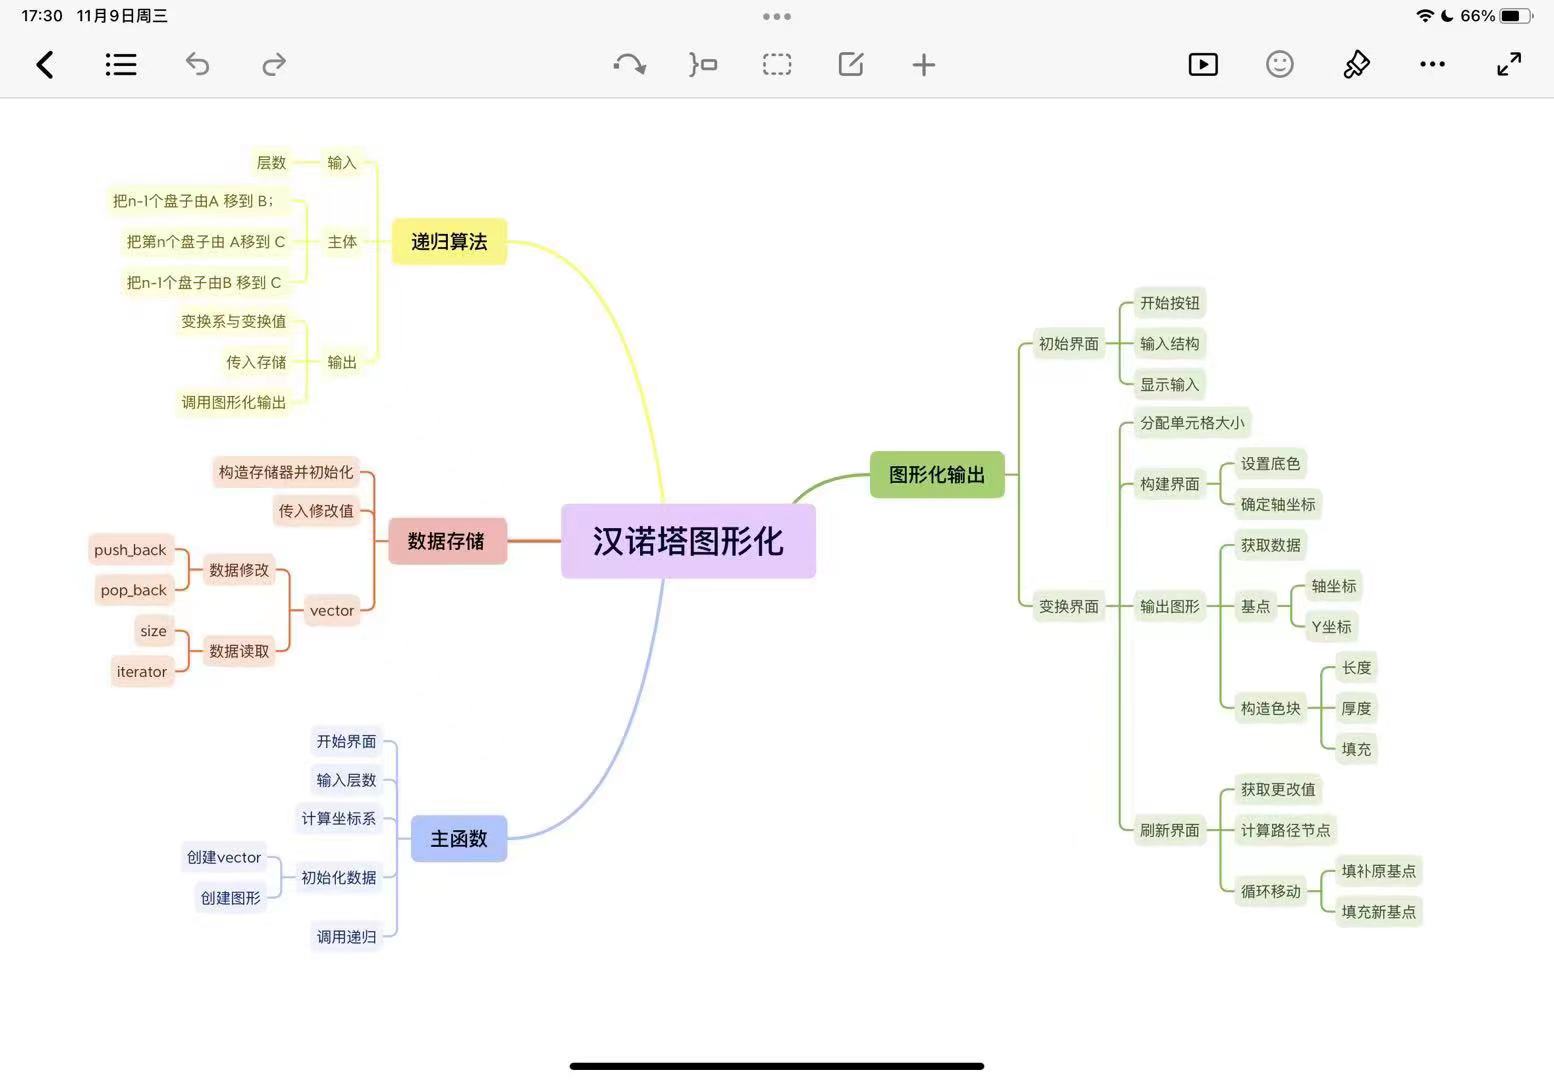 17:30 11月9日周三
66%
层数
输入
把n-1个盘子由A 移到 B；
把第n个盘子由 A移到 C
主体
递归算法
把n-1个盘子由B 移到 C
变换系与变换值
传入存储
输出
调用图形化输出
构造存储器并初始化
传入修改值
数据存储
push_back
数据修改
pop_back
vector
size
数据读取
iterator
汉诺塔图形化
开始界面
输入层数
计算坐标系
主函数
创建vector
初始化数据
创建图形
调用递归
图形化输出
初始界面
开始按钮
输入结构
显示输入
变换界面
分配单元格大小
构建界面
设置底色
确定轴坐标
输出图形
获取数据
基点
轴坐标
Y坐标
构造色块
长度
厚度
填充
刷新界面
获取更改值
计算路径节点
循环移动
填补原基点
填充新基点